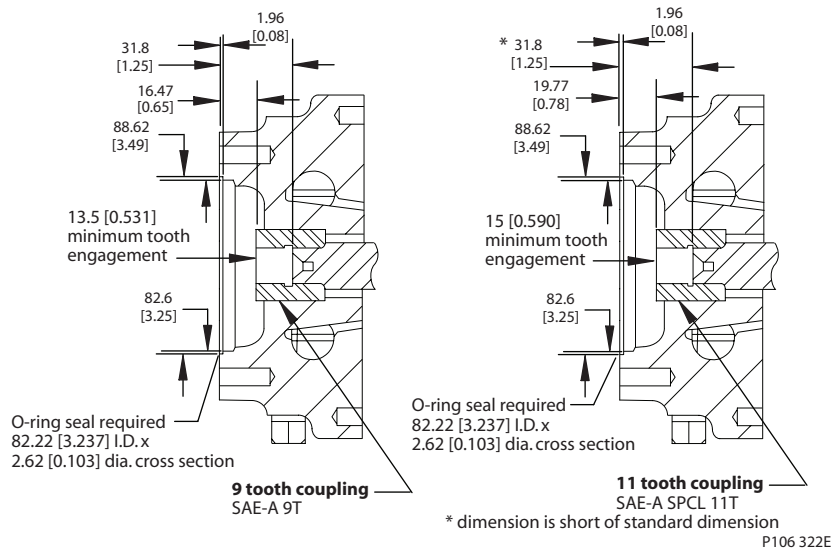 1.96
[0.08]
31.8
[1.25]
16.47
[0.65]
88.62
[3.49]
13.5 [0.531]
minimum tooth
engagement
82.6
[3.25]
O-ring seal required
82.22 [3.237] I.D. x
2.62 [0.103] dia. cross section
9 tooth coupling
SAE-A 9T
1.96
[0.08]
* 31.8
[1.25]
19.77
[0.78]
88.62
[3.49]
15 [0.590]
minimum tooth
engagement
82.6
[3.25]
O-ring seal required
82.22 [3.237] I.D. x
2.62 [0.103] dia. cross section
11 tooth coupling
SAE-A SPCL 11T
* dimension is short of standard dimension
P106 322E